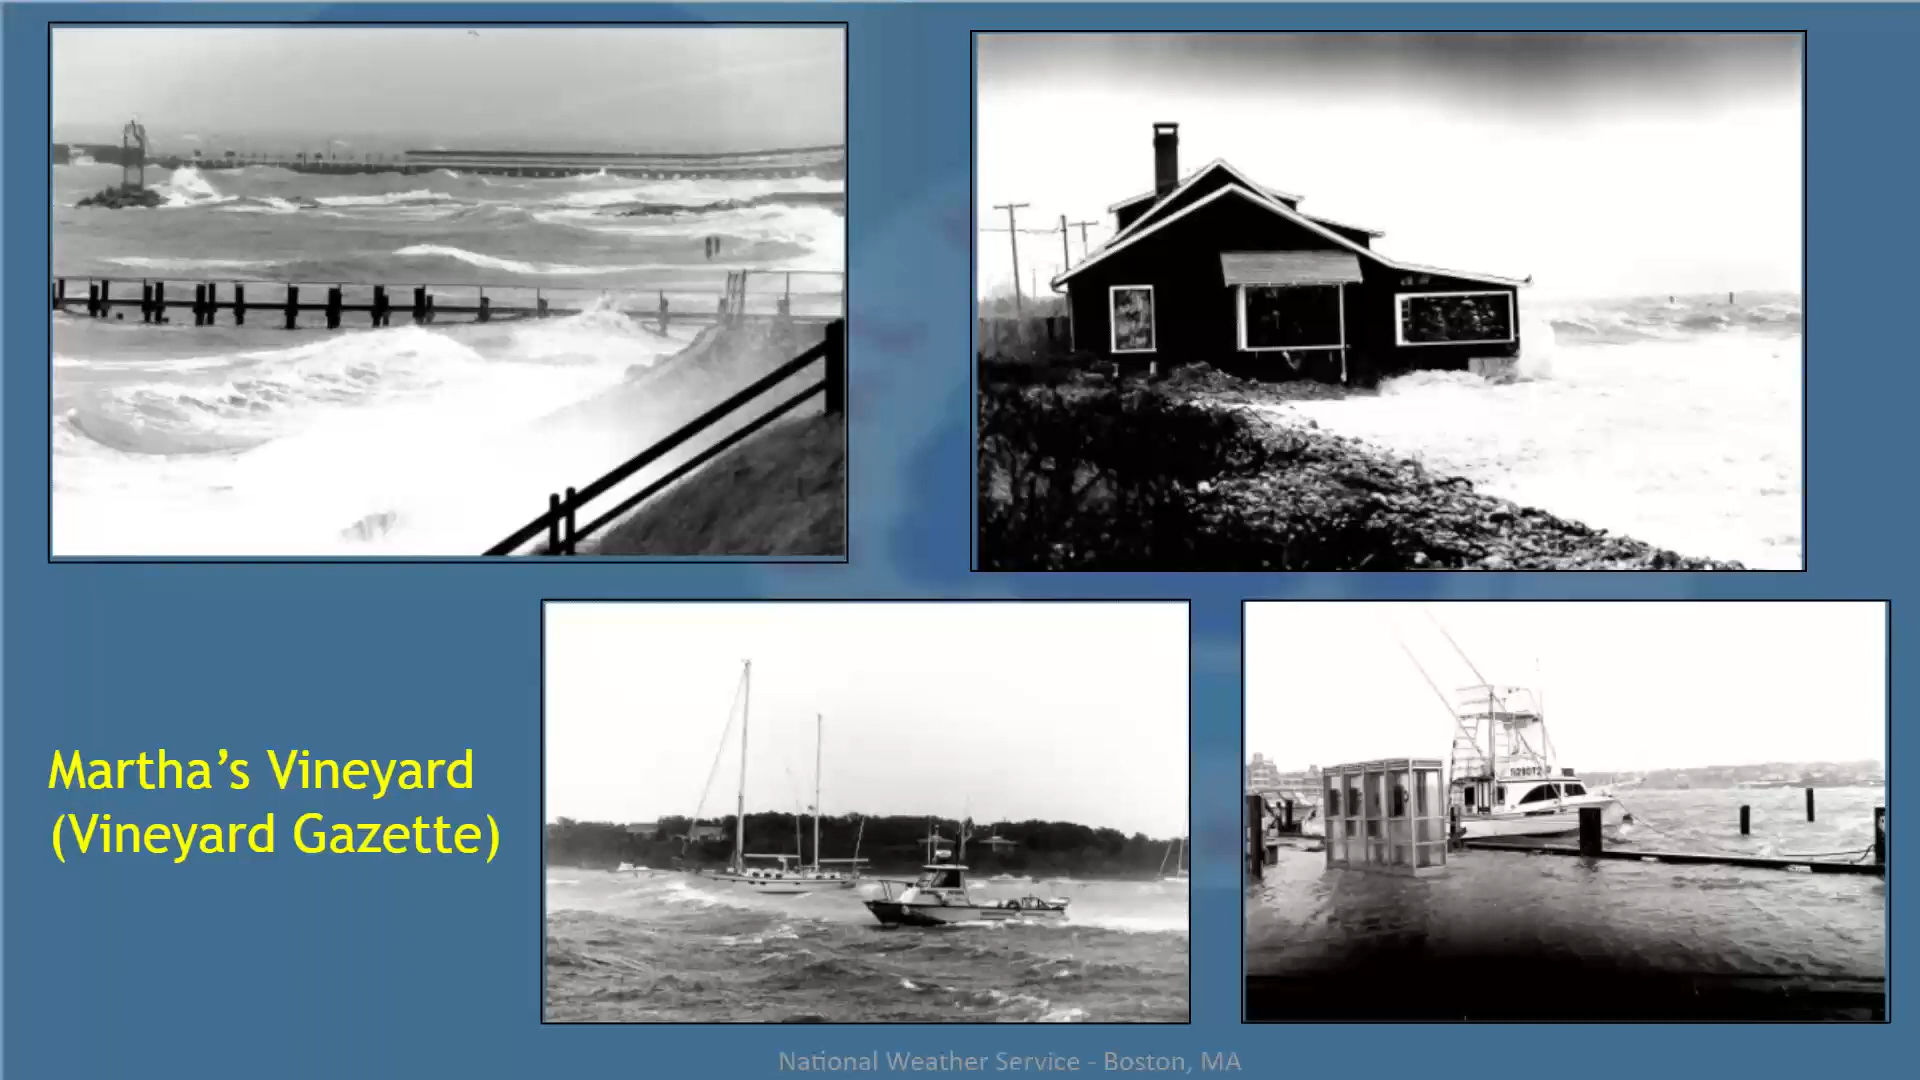 Martha's Vineyard
(Vineyard Gazette)
National Weather Service - Boston, MA